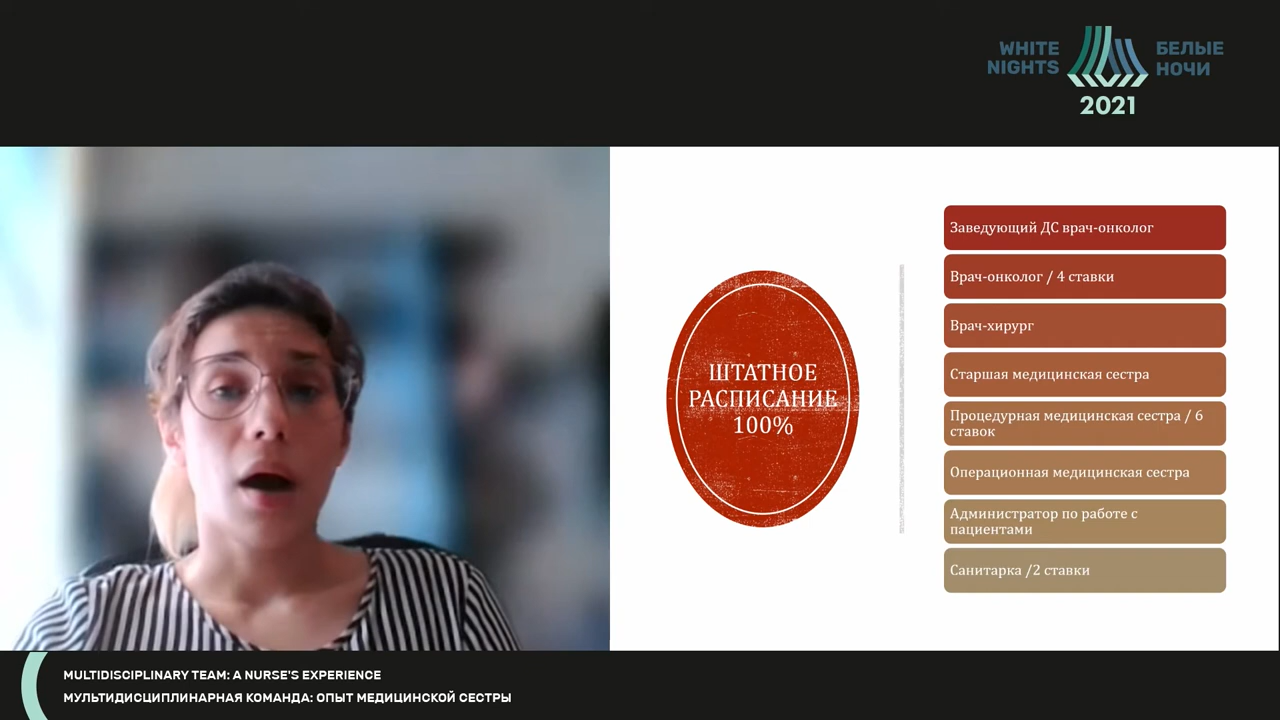 WHITE
NIGHTS
БЕЛЫЕ
НОЧИ
2021
ШТАТНОЕ
РАСПИСАНИЕ
100%
Заведующий ДС врач-онколог
Врач-онколог / 4 ставки
Врач-хирург
Старшая медицинская сестра
Процедурная медицинская сестра / 6
ставок
Операционная медицинская сестра
Администратор по работе с
пациентами
Санитарка /2 ставки
MULTIDISCIPLINARY TEAM: A NURSE'S EXPERIENCE
МУЛЬТИДИСЦИПЛИНАРНАЯ КОМАНДА: ОПЫТ МЕДИЦИНСКОЙ СЕСТРЫ